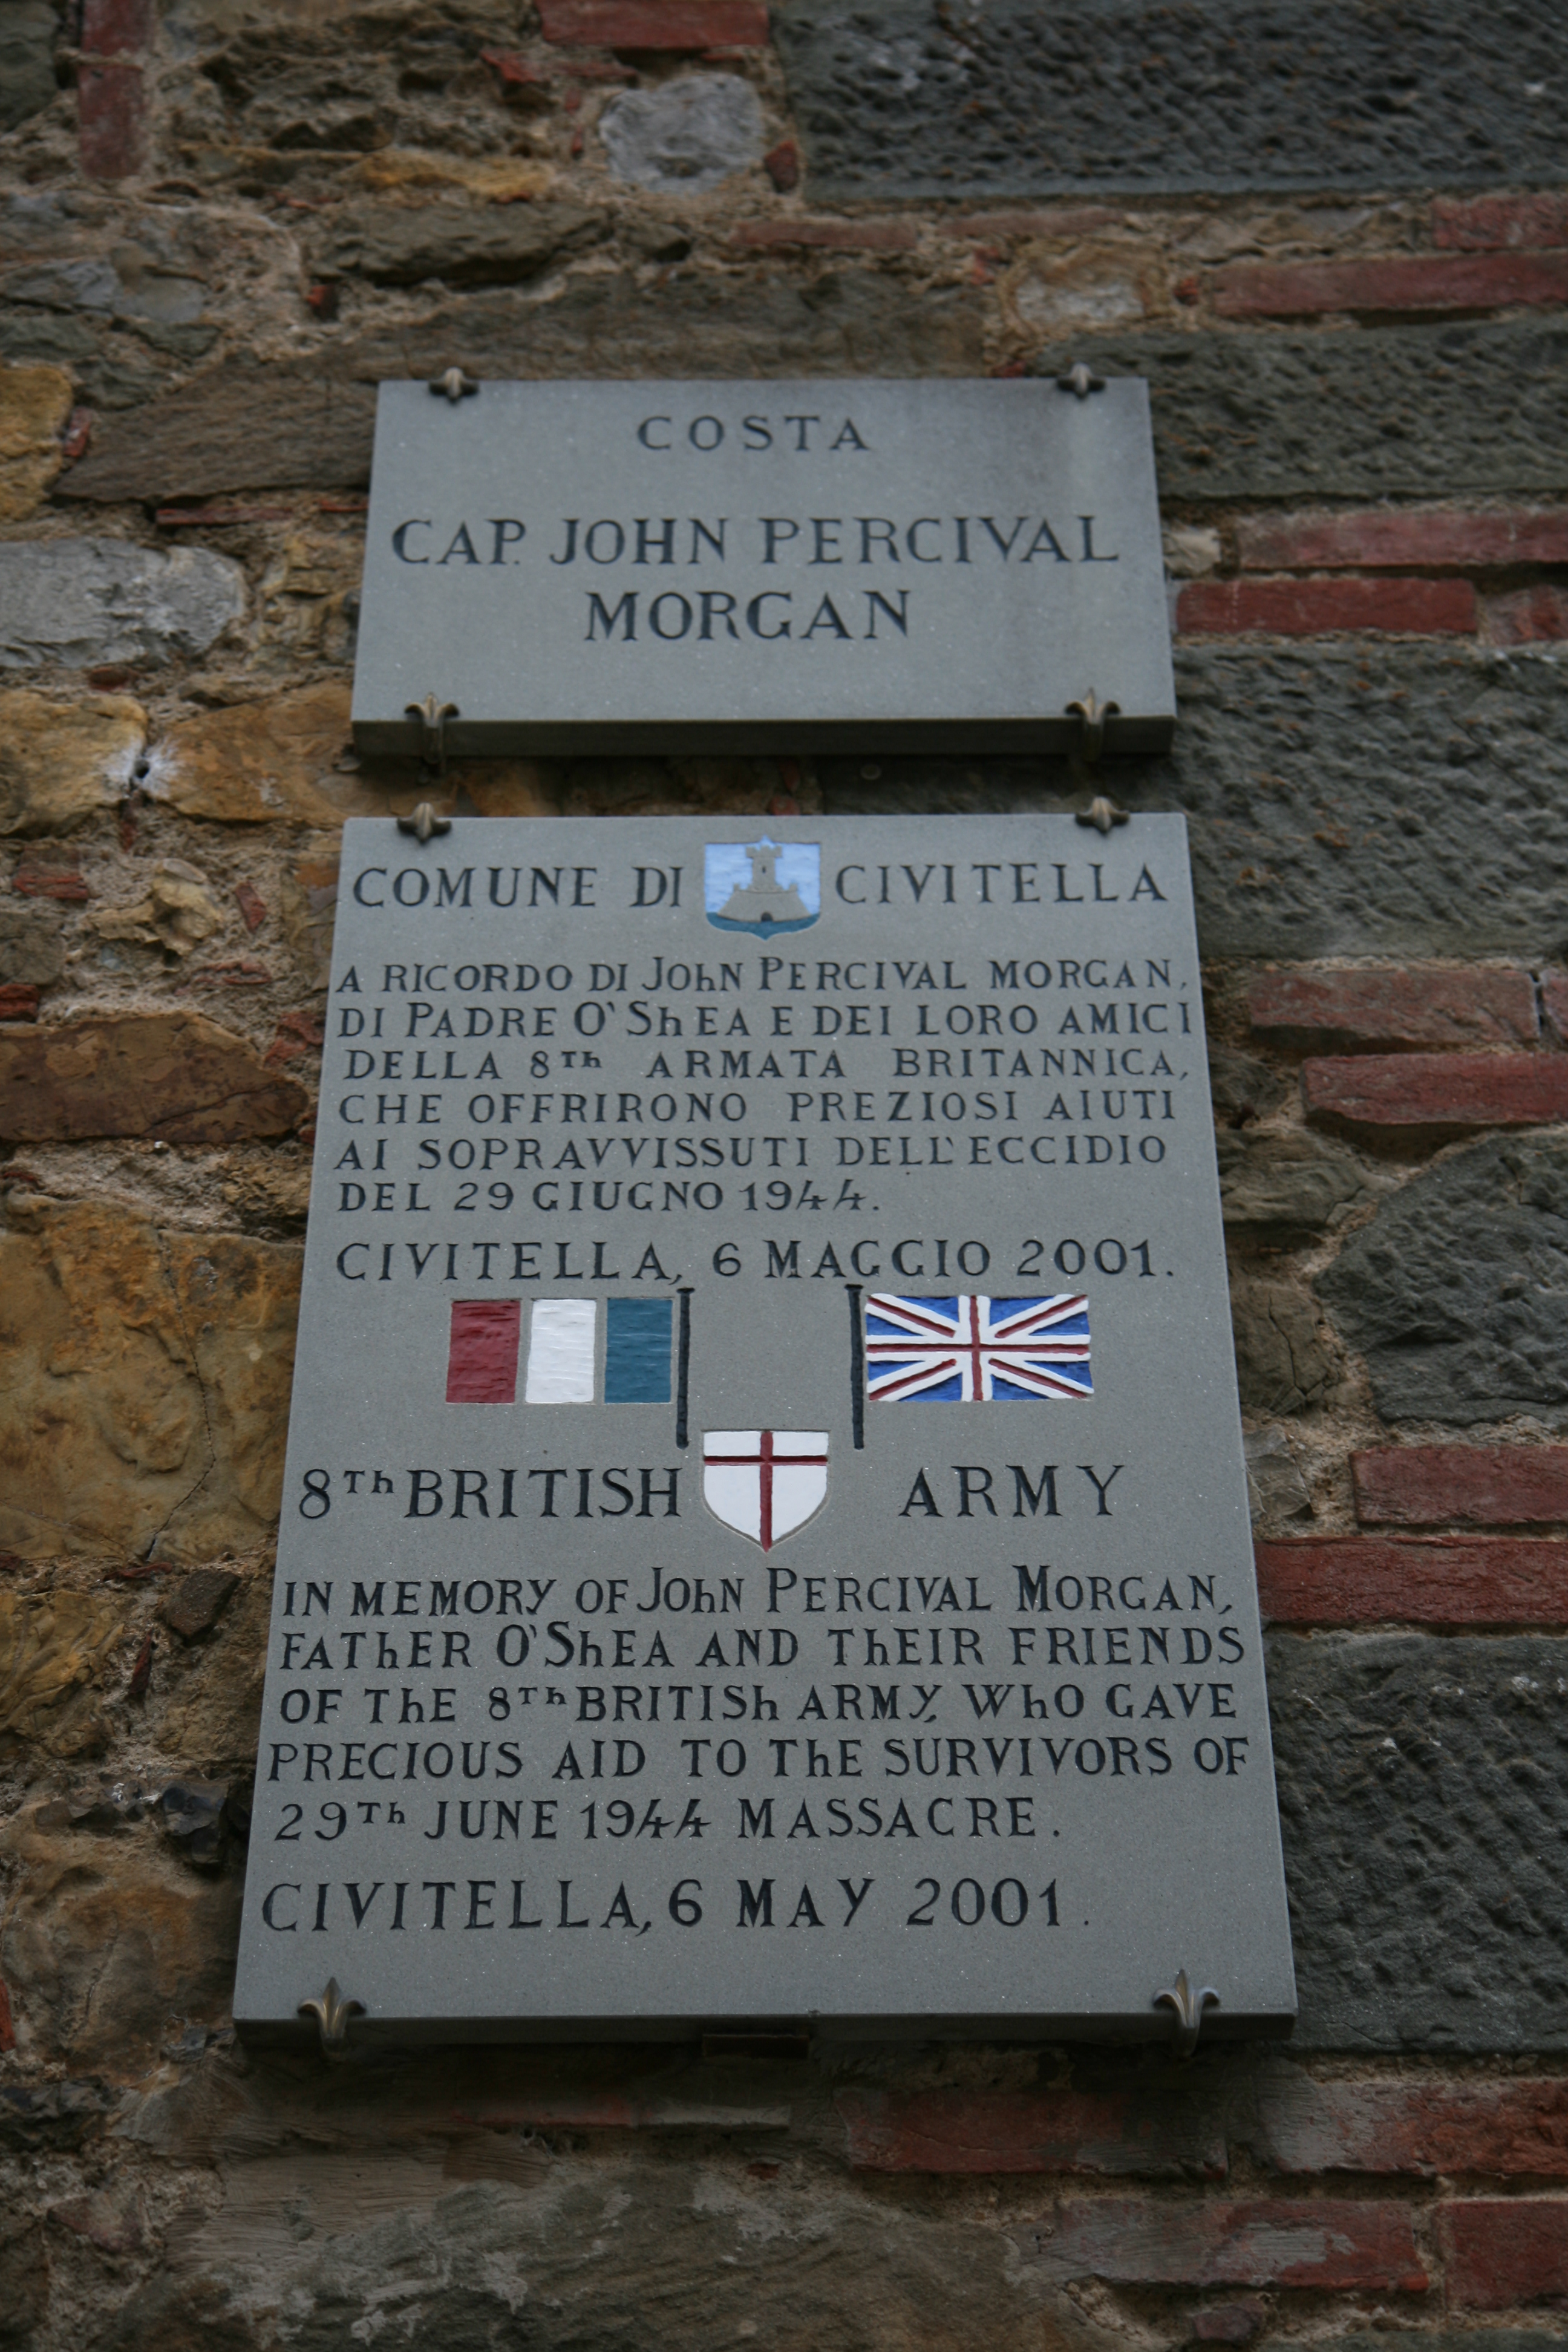 COSTA
CAP. JOHN PERCIVAL
MORGAN
COMUNE DI CIVITELLA
A RICORDO DI JOhN PERCIVAL MORGAN,
DI PADRE O'ShEA E DEI LORO AMICI
DELLA 8Th ARMATA BRITANNICA,
CHE OFFRIRONO PREZIOSI AIUTI
AI SOPRAVVISSUTI DELL'ECCIDIO
DEL 29 GIUGNO 1944.
CIVITELLA, 6 MAGGIO 2001.
8Th BRITISH ARMY
IN MEMORY OF JOhN PERCIVAL MORGAN,
FAThER O'ShEA AND ThEIR FRIENDS
OF ThE 8Th BRITISh ARMY, WhO GAVE
PRECIOUS AID TO ThE SURVIVORS OF
29Th JUNE 1944 MASSACRE.
CIVITELLA, 6 MAY 2001.